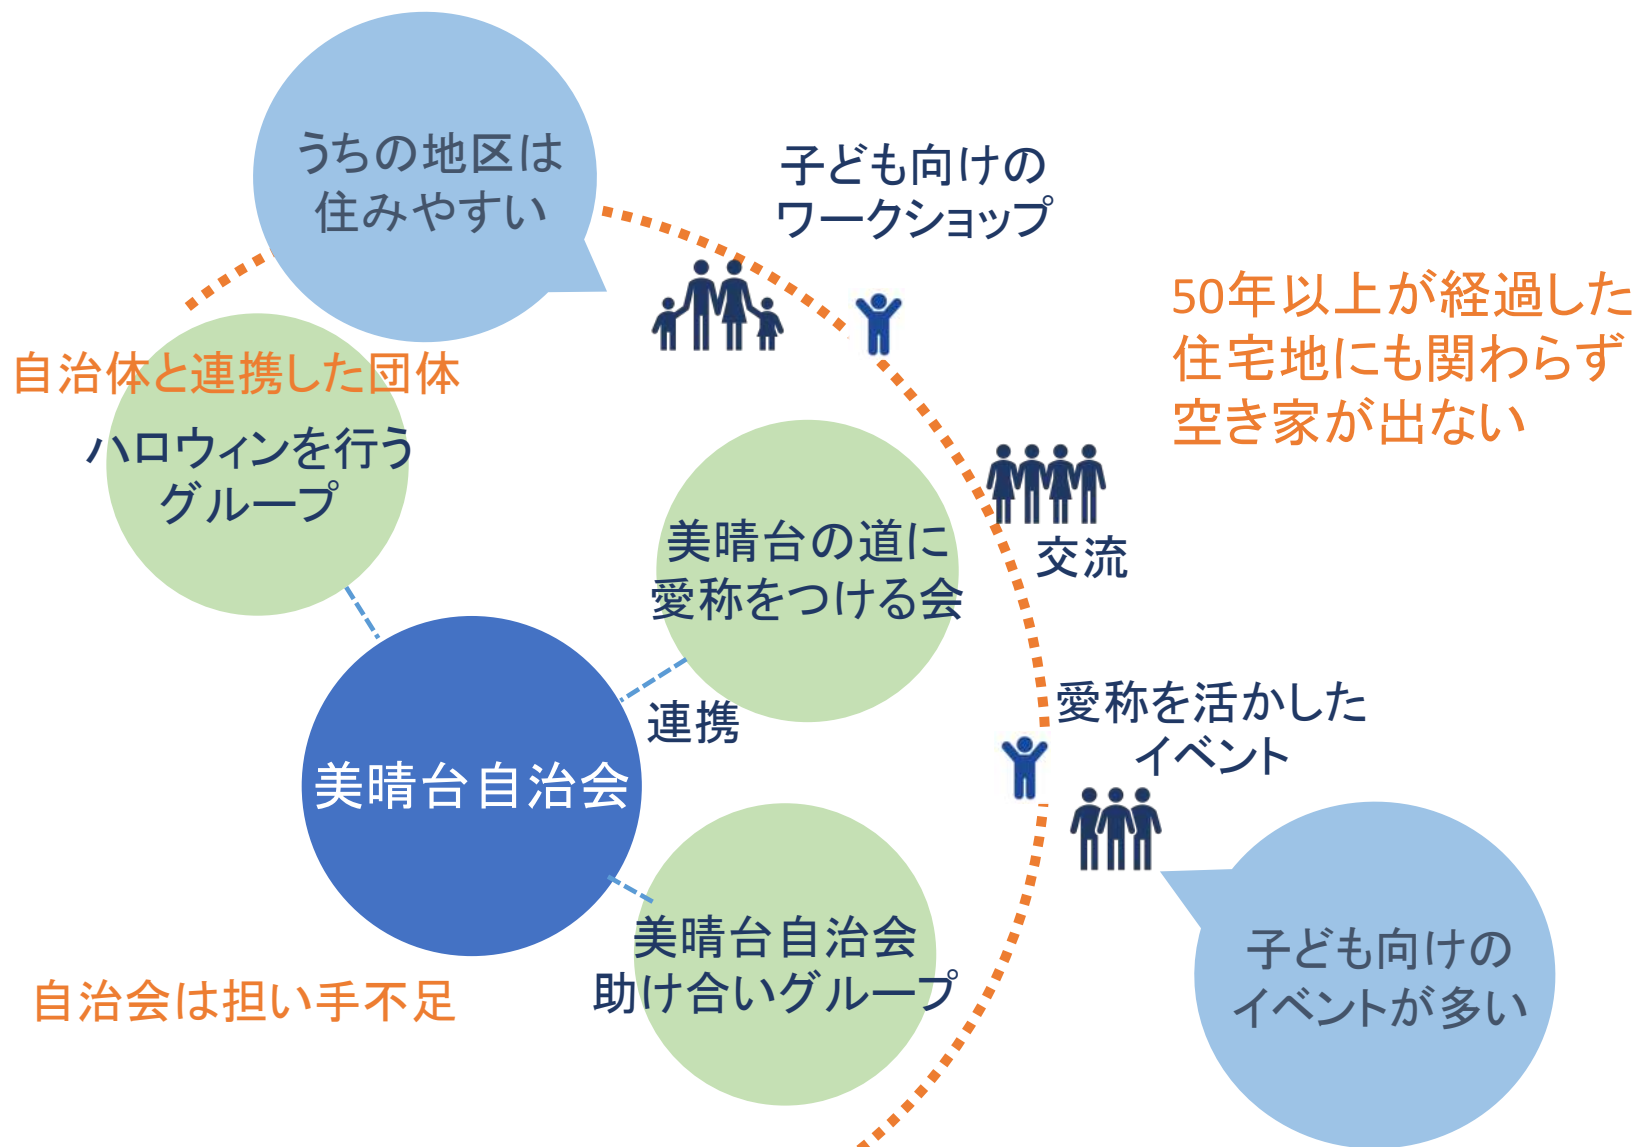 うちの地区は
住みやすい
子ども向けの
ワークショップ
50年以上が経過した
住宅地にも関わらず
空き家が出ない
自治体と連携した団体
ハロウィンを行う
グループ
美晴台の道に
愛称をつける会
交流
連携
愛称を活かした
イベント
美晴台自治会
美晴台自治会
助け合いグループ
子ども向けの
イベントが多い
自治会は担い手不足